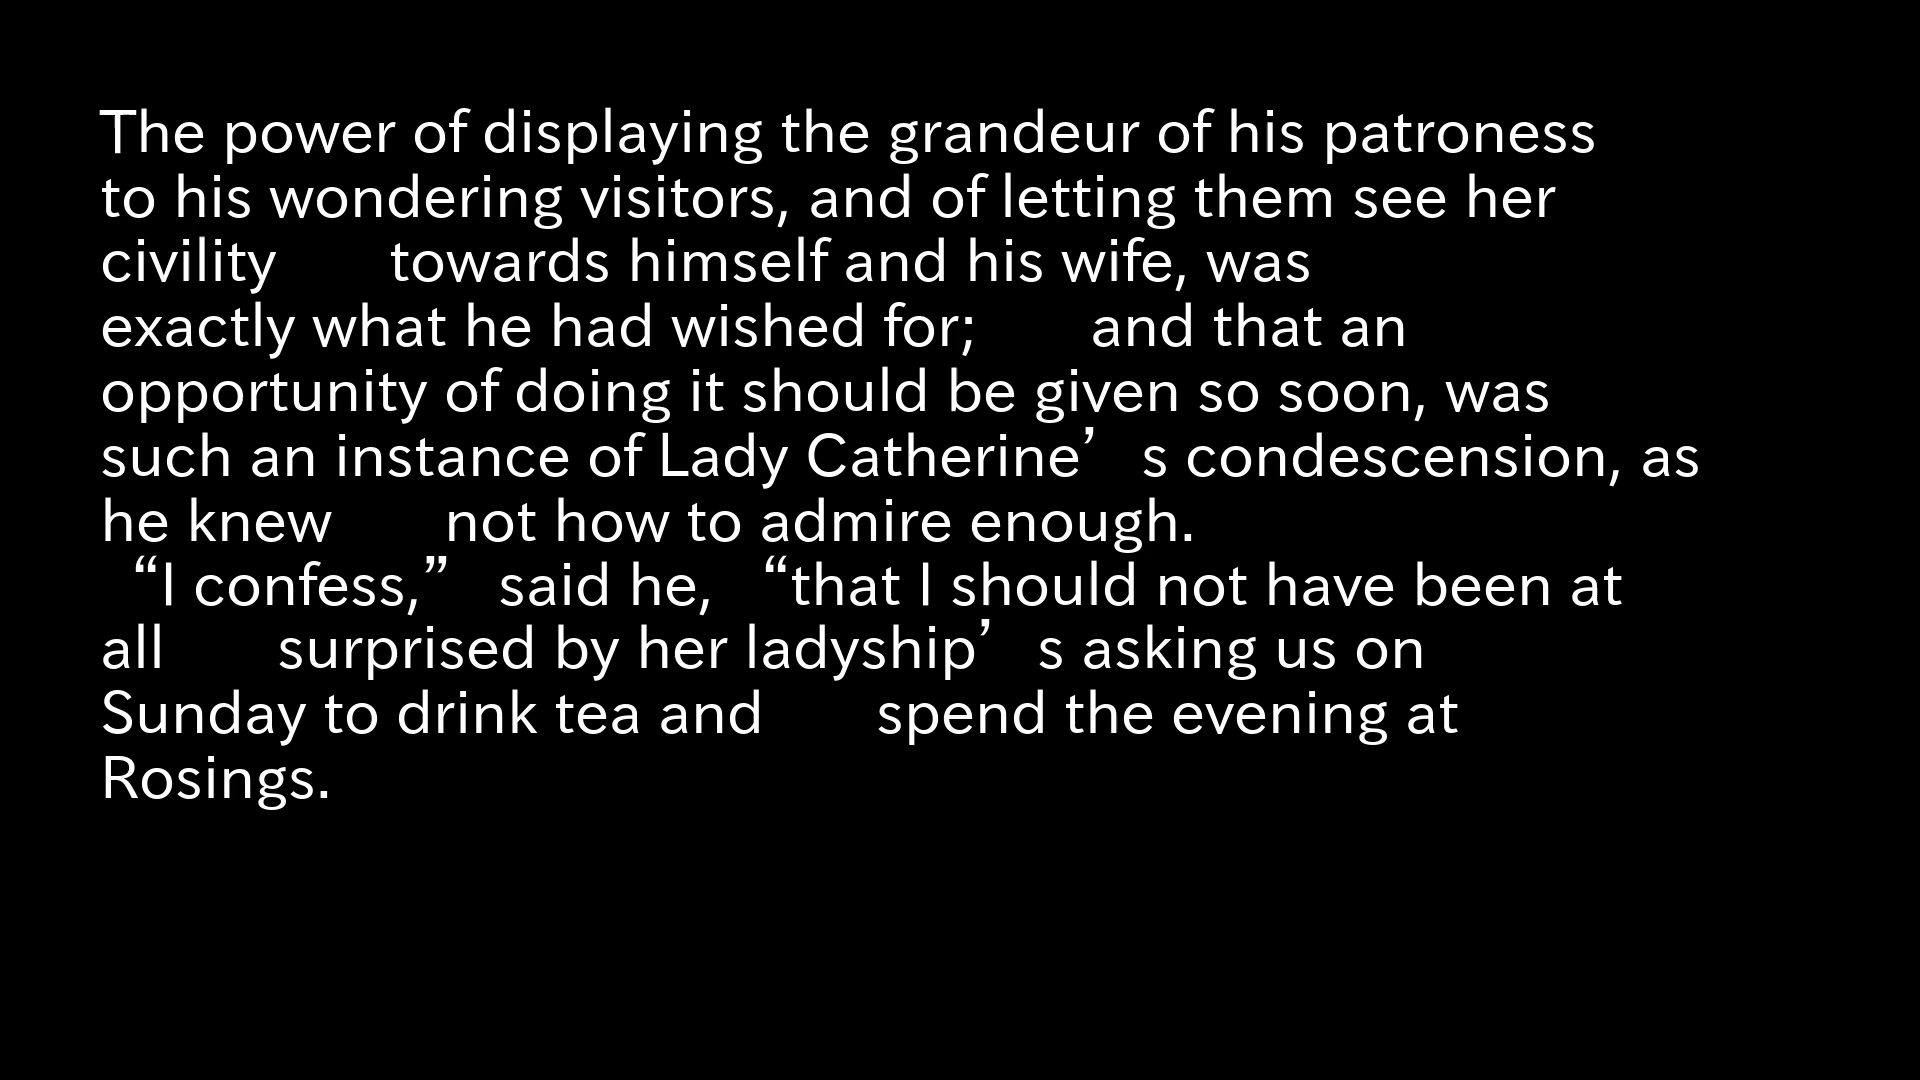 The power of displaying the grandeur of his patroness
to his wondering visitors, and of letting them see her
civility towards himself and his wife, was
exactly what he had wished for; and that an
opportunity of doing it should be given so soon, was
such an instance of Lady Catherine’s condescension, as
he knew not how to admire enough.
“I confess,” said he, “that I should not have been at
all surprised by her ladyship’s asking us on
Sunday to drink tea and spend the evening at
Rosings.